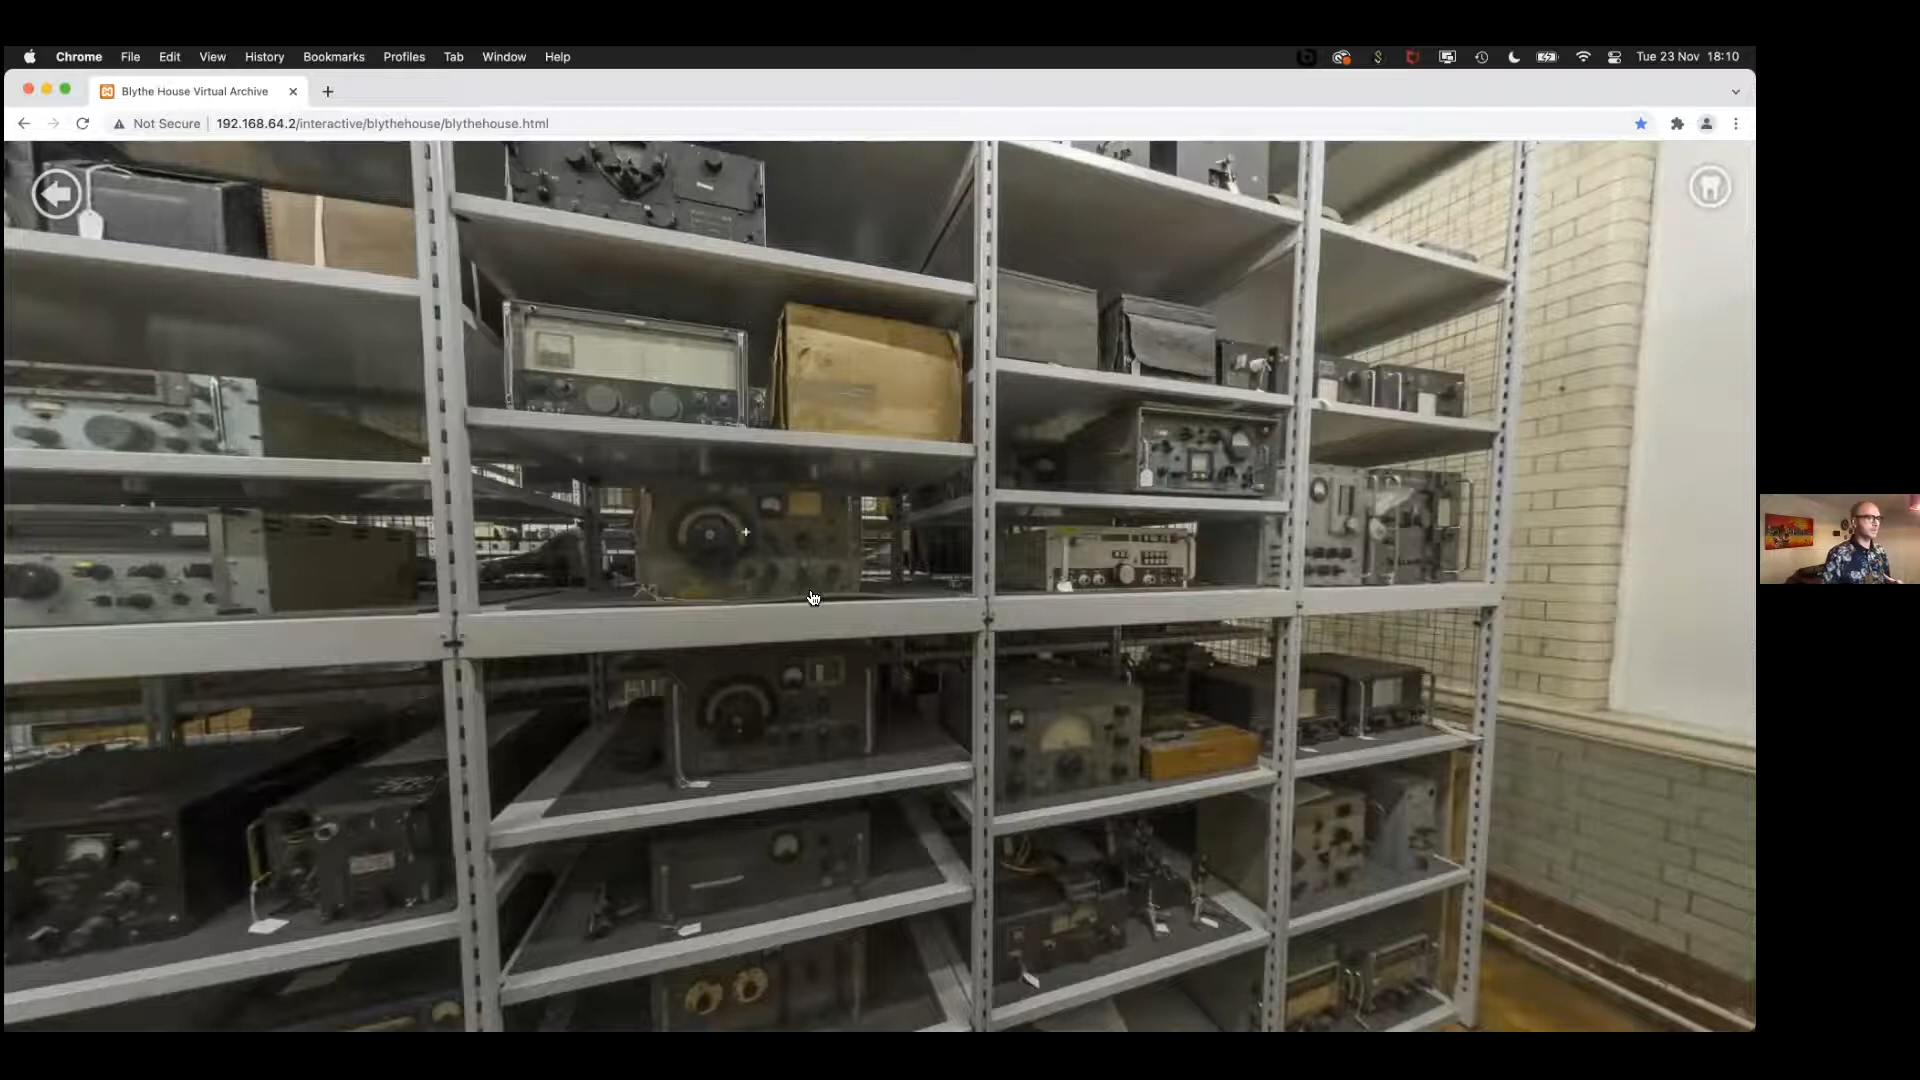 Chrome File Edit View History Bookmarks Profiles Tab Window Help Tue 23 Nov 18:10
Blythe House Virtual Archive
Not Secure 192.168.64.2/interactive/blythehouse/blythehouse.html